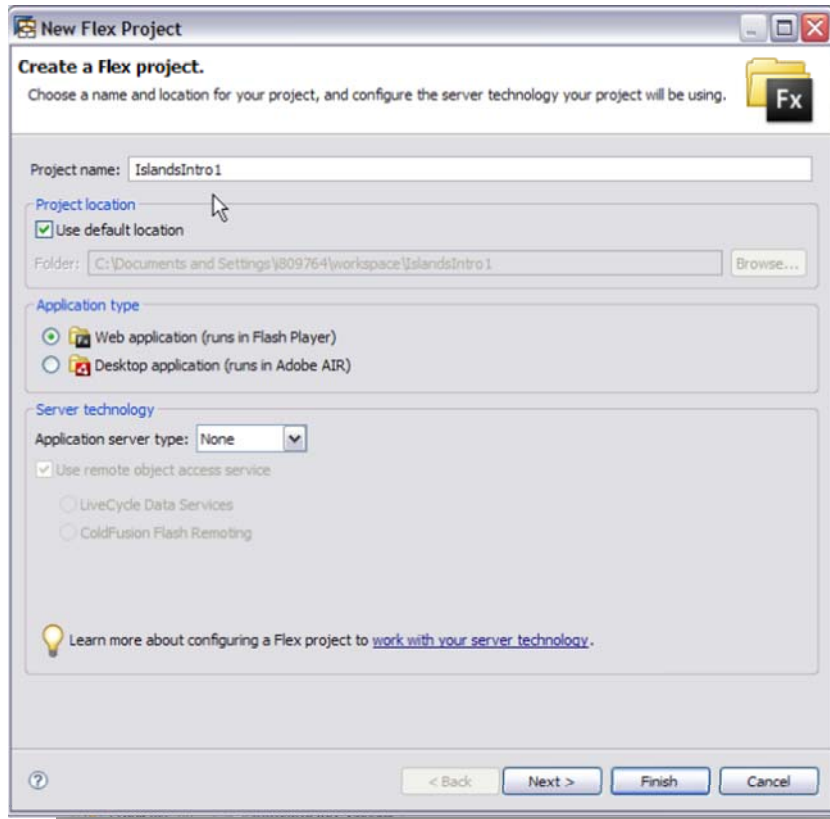 New Flex Project
Create a Flex project.
Choose a name and location for your project, and configure the server technology your project will be using.
Fx
Project name: IslandsIntro1
Project location
Use default location
Folder: C:\Documents and Settings\i809764\workspace\IslandsIntro1 Browse...
Application type
Web application (runs in Flash Player)
Desktop application (runs in Adobe AIR)
Server technology
Application server type: None
Use remote object access service
LiveCycle Data Services
ColdFusion Flash Remoting
Learn more about configuring a Flex project to work with your server technology.
? < Back Next > Finish Cancel